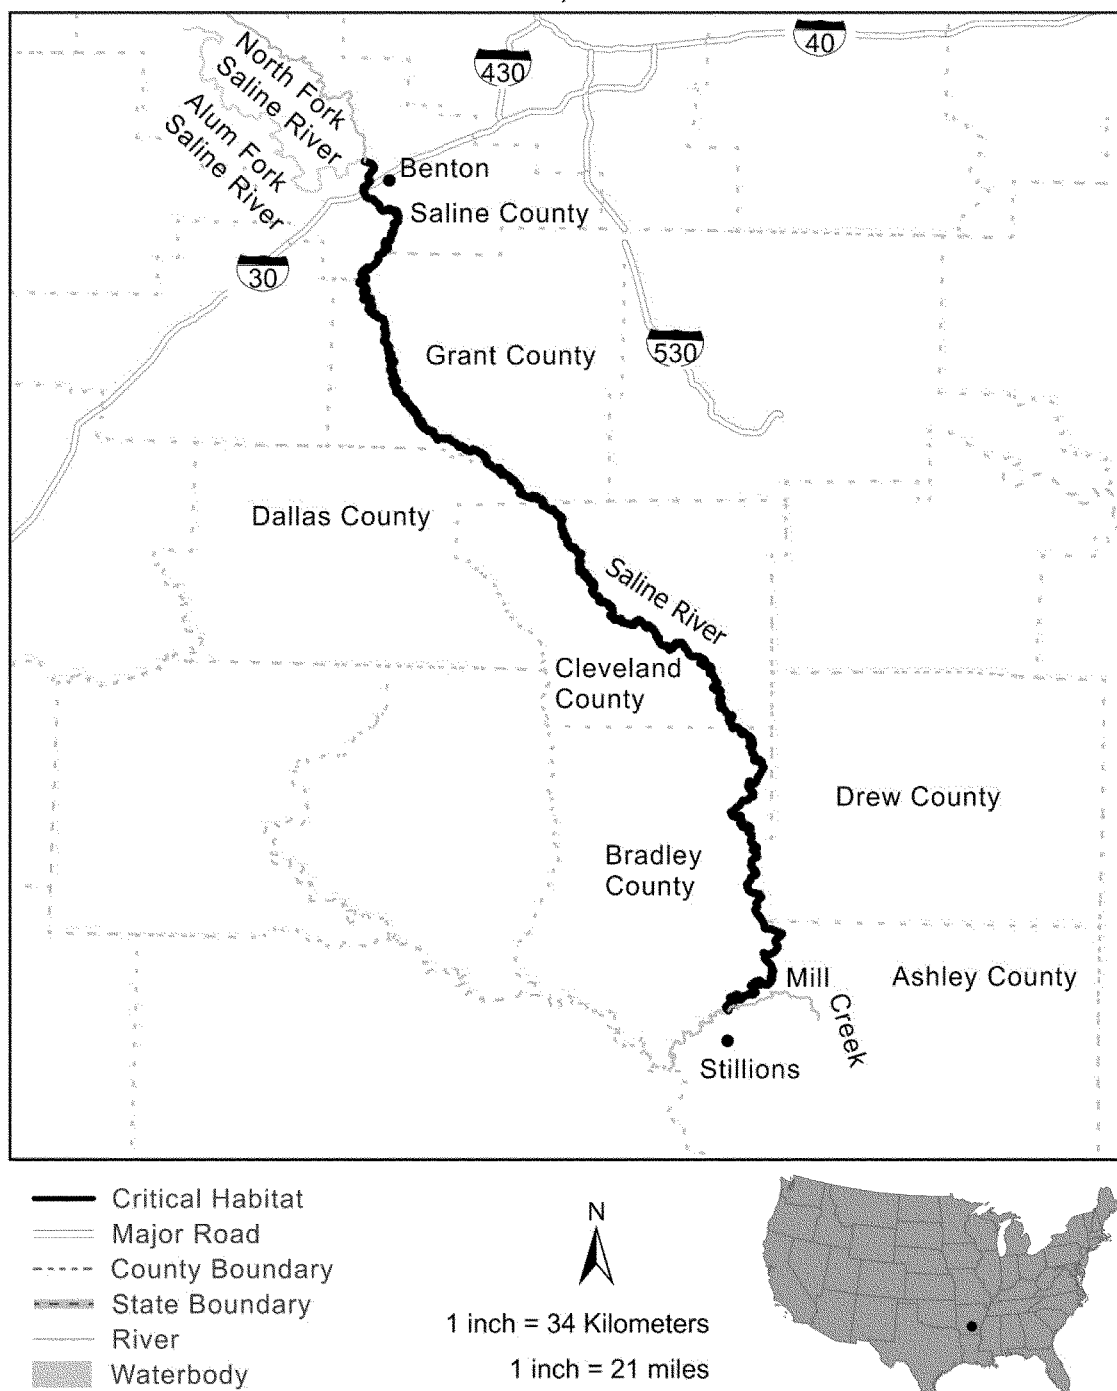 North Fork
Saline River
Alum Fork
Saline River
430
40
Benton
Saline County
30
Grant County
530
Dallas County
Saline River
Cleveland
County
Drew County
Bradley
County
Mill
Creek
Ashley County
Stillions
Critical Habitat
Major Road
County Boundary
State Boundary
River
Waterbody
N
1 inch = 34 Kilometers
1 inch = 21 miles